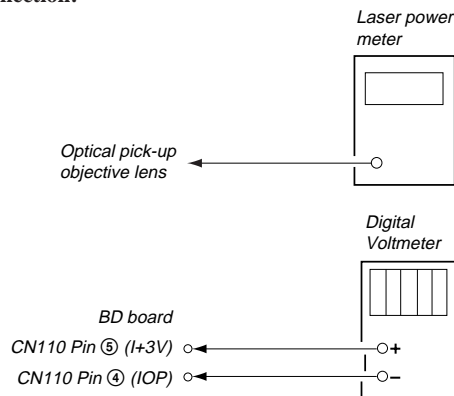 Laser power
meter
Optical pick-up
objective lens
Digital
Voltmeter
BD board
CN110 Pin ⑤ (I+3V)
+
CN110 Pin ④ (IOP)
–